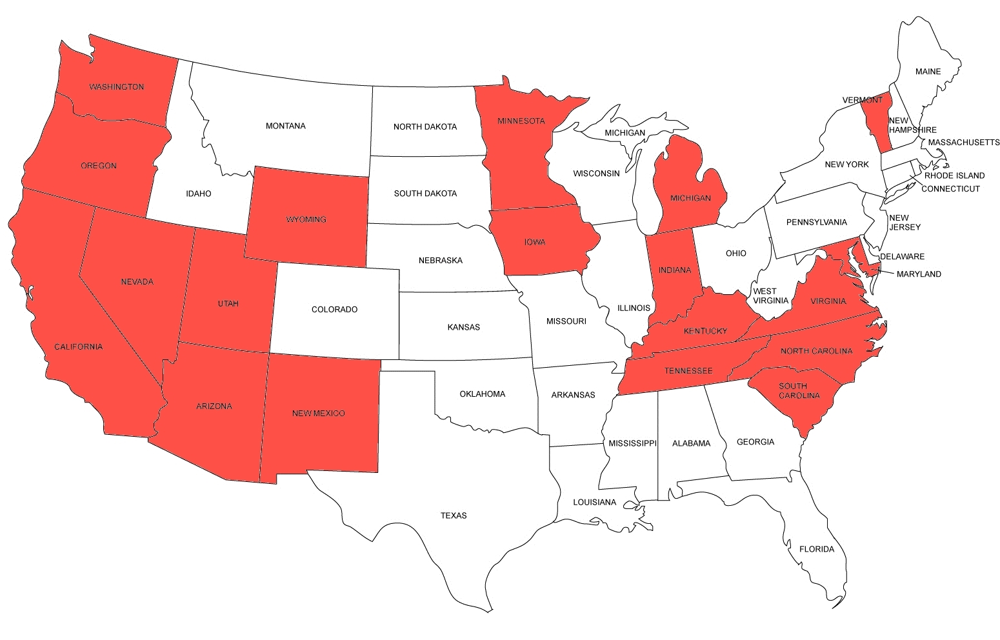 MAINE
WASHINGTON
VERMONT
MINNESOTA
NEW
HAMPSHIRE
MONTANA
NORTH DAKOTA
MICHIGAN
MASSACHUSETTS
OREGON
NEW YORK
WISCONSIN
RHODE ISLAND
CONNECTICUT
IDAHO
SOUTH DAKOTA
MICHIGAN
WYOMING
PENNSYLVANIA
NEW
JERSEY
IOWA
OHIO
NEBRASKA
DELAWARE
INDIANA
MARYLAND
NEVADA
UTAH
WEST
VIRGINIA
VIRGINIA
COLORADO
ILLINOIS
MISSOURI
KANSAS
KENTUCKY
CALIFORNIA
NORTH CAROLINA
TENNESSEE
SOUTH
CAROLINA
OKLAHOMA
ARKANSAS
ARIZONA
NEW MEXICO
MISSISSIPPI
ALABAMA
GEORGIA
LOUISIANA
TEXAS
FLORIDA